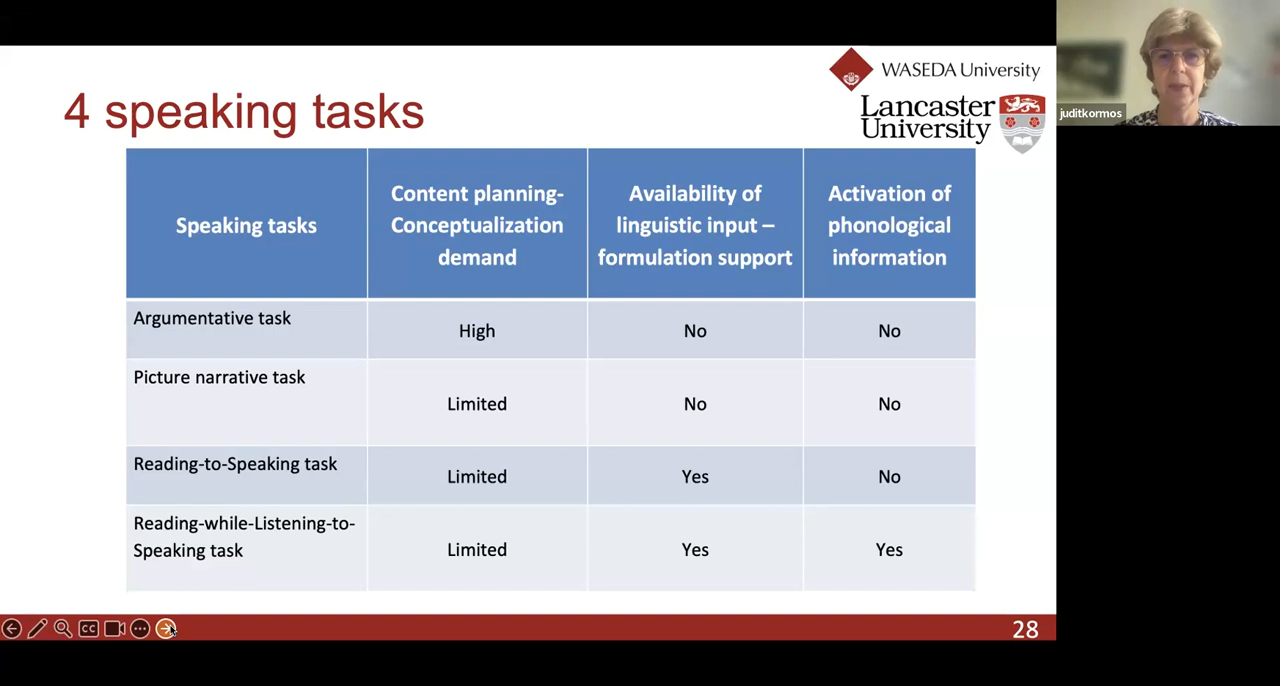 WASEDA University
4 speaking tasks
Lancaster
University
juditkormos
Speaking tasks
Content planning-
Conceptualization
demand
Availability of
linguistic input –
formulation support
Activation of
phonological
information
Argumentative task
High
No
No
Picture narrative task
Limited
No
No
Reading-to-Speaking task
Limited
Yes
No
Reading-while-Listening-to-
Speaking task
Limited
Yes
Yes
CC
28